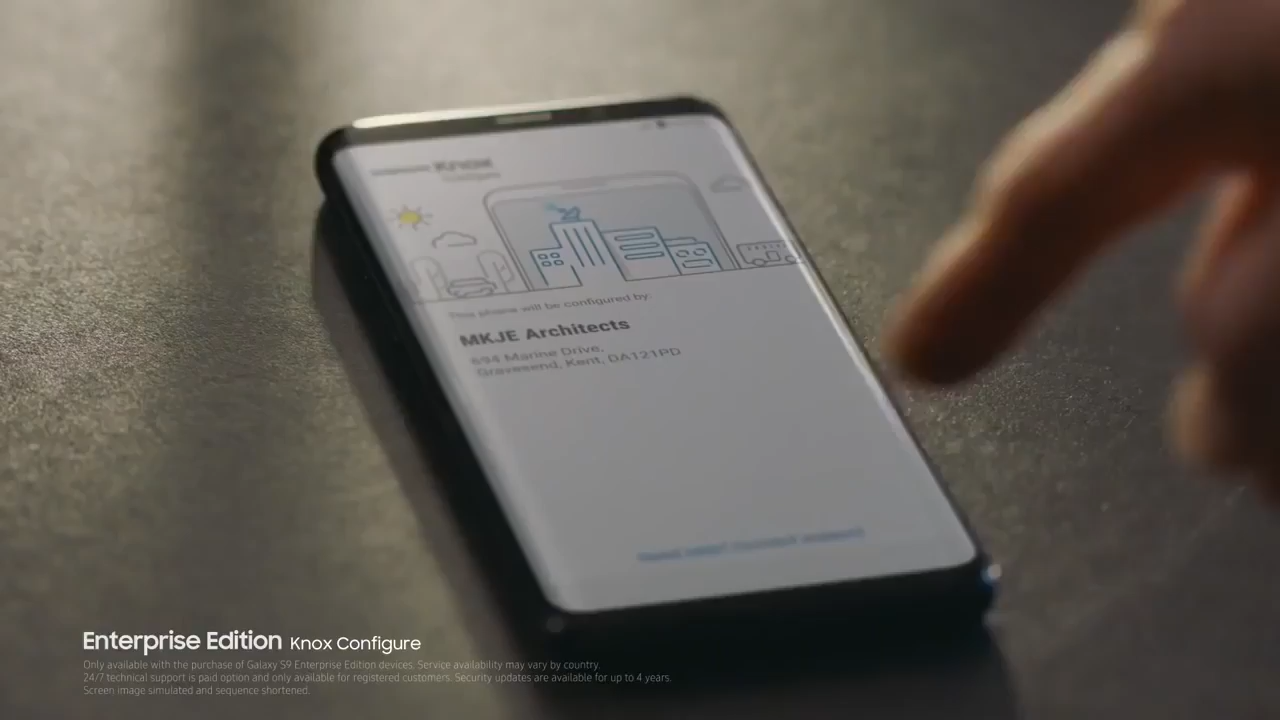 Knox
This phone will be configured by:
MKJE Architects
694 Marine Drive,
Gravesend, Kent, DA121PD
Enterprise Edition Knox Configure
Only available with the purchase of Galaxy S9 Enterprise Edition devices. Service availability may vary by country.
24/7 technical support is paid option and only available for registered customers. Security updates are available for up to 4 years.
Screen image simulated and sequence shortened.